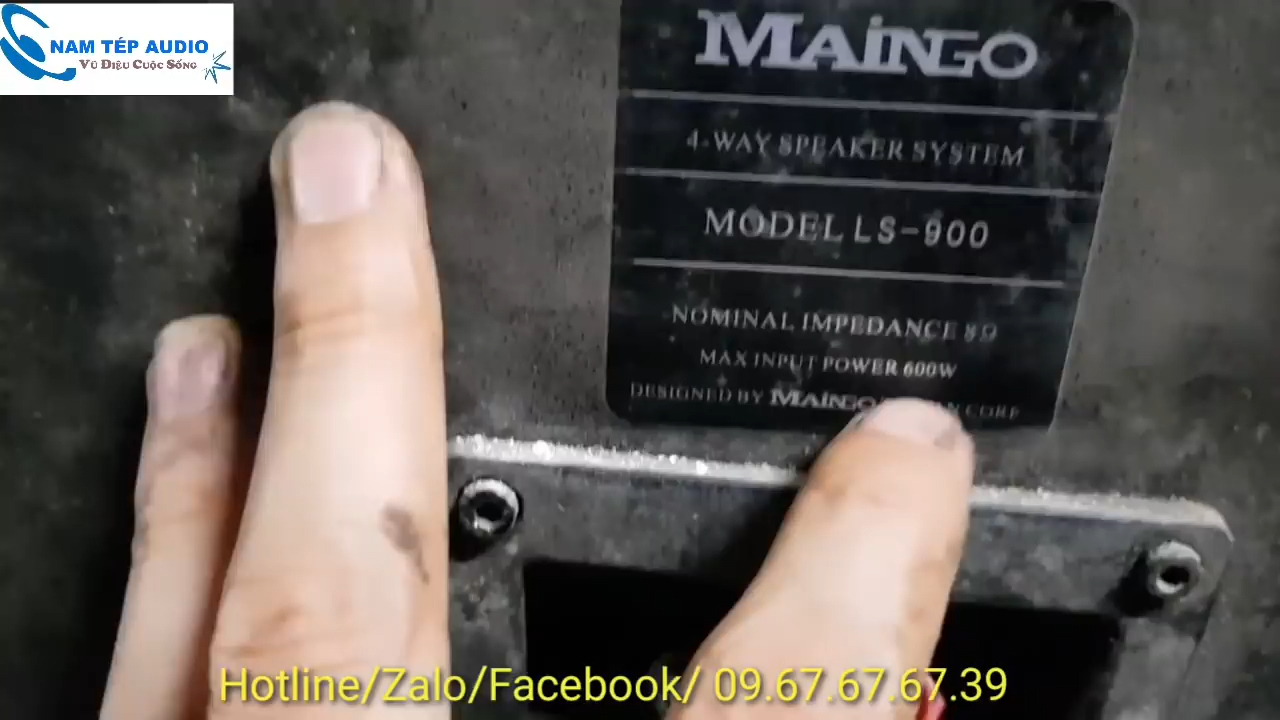 NAM TÉP AUDIO
VŨ ĐIỆU CUỘC SỐNG
MAiNGO
4-WAY SPEAKER SYSTEM
MODEL LS-900
NOMINAL IMPEDANCE 8Ω
MAX INPUT POWER 600W
DESIGNED BY MAiNGO CORP
Hotline/Zalo/Facebook/ 09.67.67.67.39